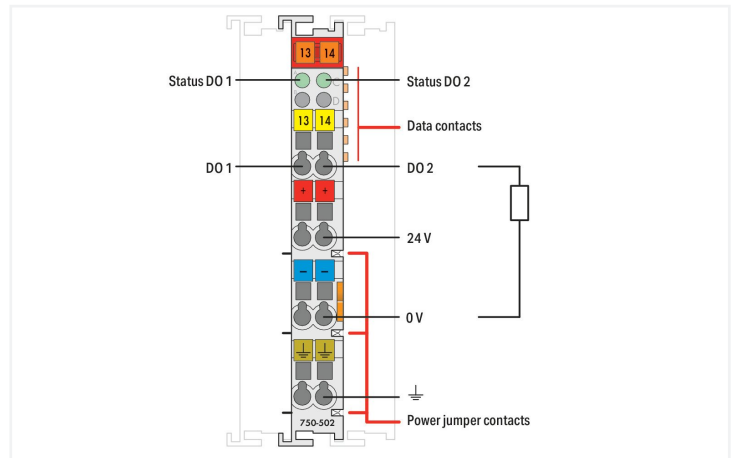 13 14
Status DO 1
Status DO 2
C
D
13 14
Data contacts
DO 1
DO 2
+ +
24 V
– –
0 V
750-502
Power jumper contacts